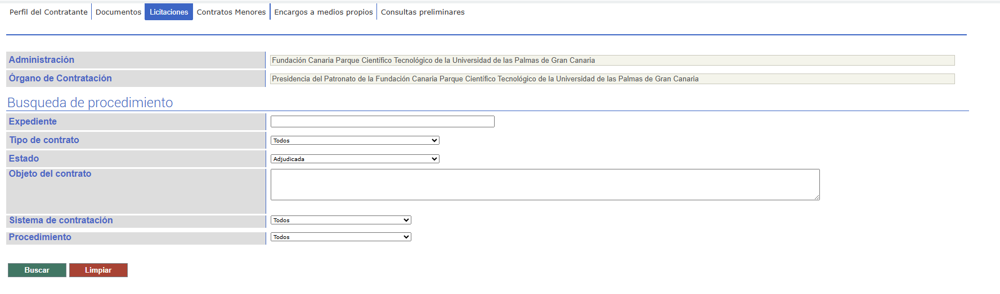 Perfil del Contratante Documentos Licitaciones Contratos Menores Encargos a medios propios Consultas preliminares
Administración Fundación Canaria Parque Científico Tecnológico de la Universidad de las Palmas de Gran Canaria
Órgano de Contratación Presidencia del Patronato de la Fundación Canaria Parque Científico Tecnológico de la Universidad de las Palmas de Gran Canaria
Busqueda de procedimiento
Expediente
Tipo de contrato Todos
Estado Adjudicada
Objeto del contrato
Sistema de contratación Todos
Procedimiento Todos
Buscar Limpiar